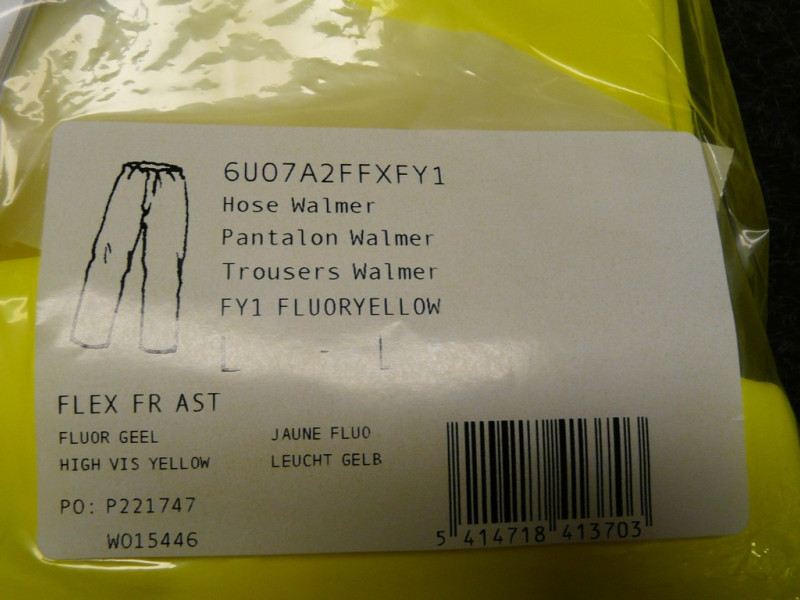 6U07A2FFXFY1
Hose Walmer
Pantalon Walmer
Trousers Walmer
FY1 FLUORYELLOW
L - L
FLEX FR AST
FLUOR GEEL JAUNE FLUO
HIGH VIS YELLOW LEUCHT GELB
PO: P221747
WO15446
5 414718 413703